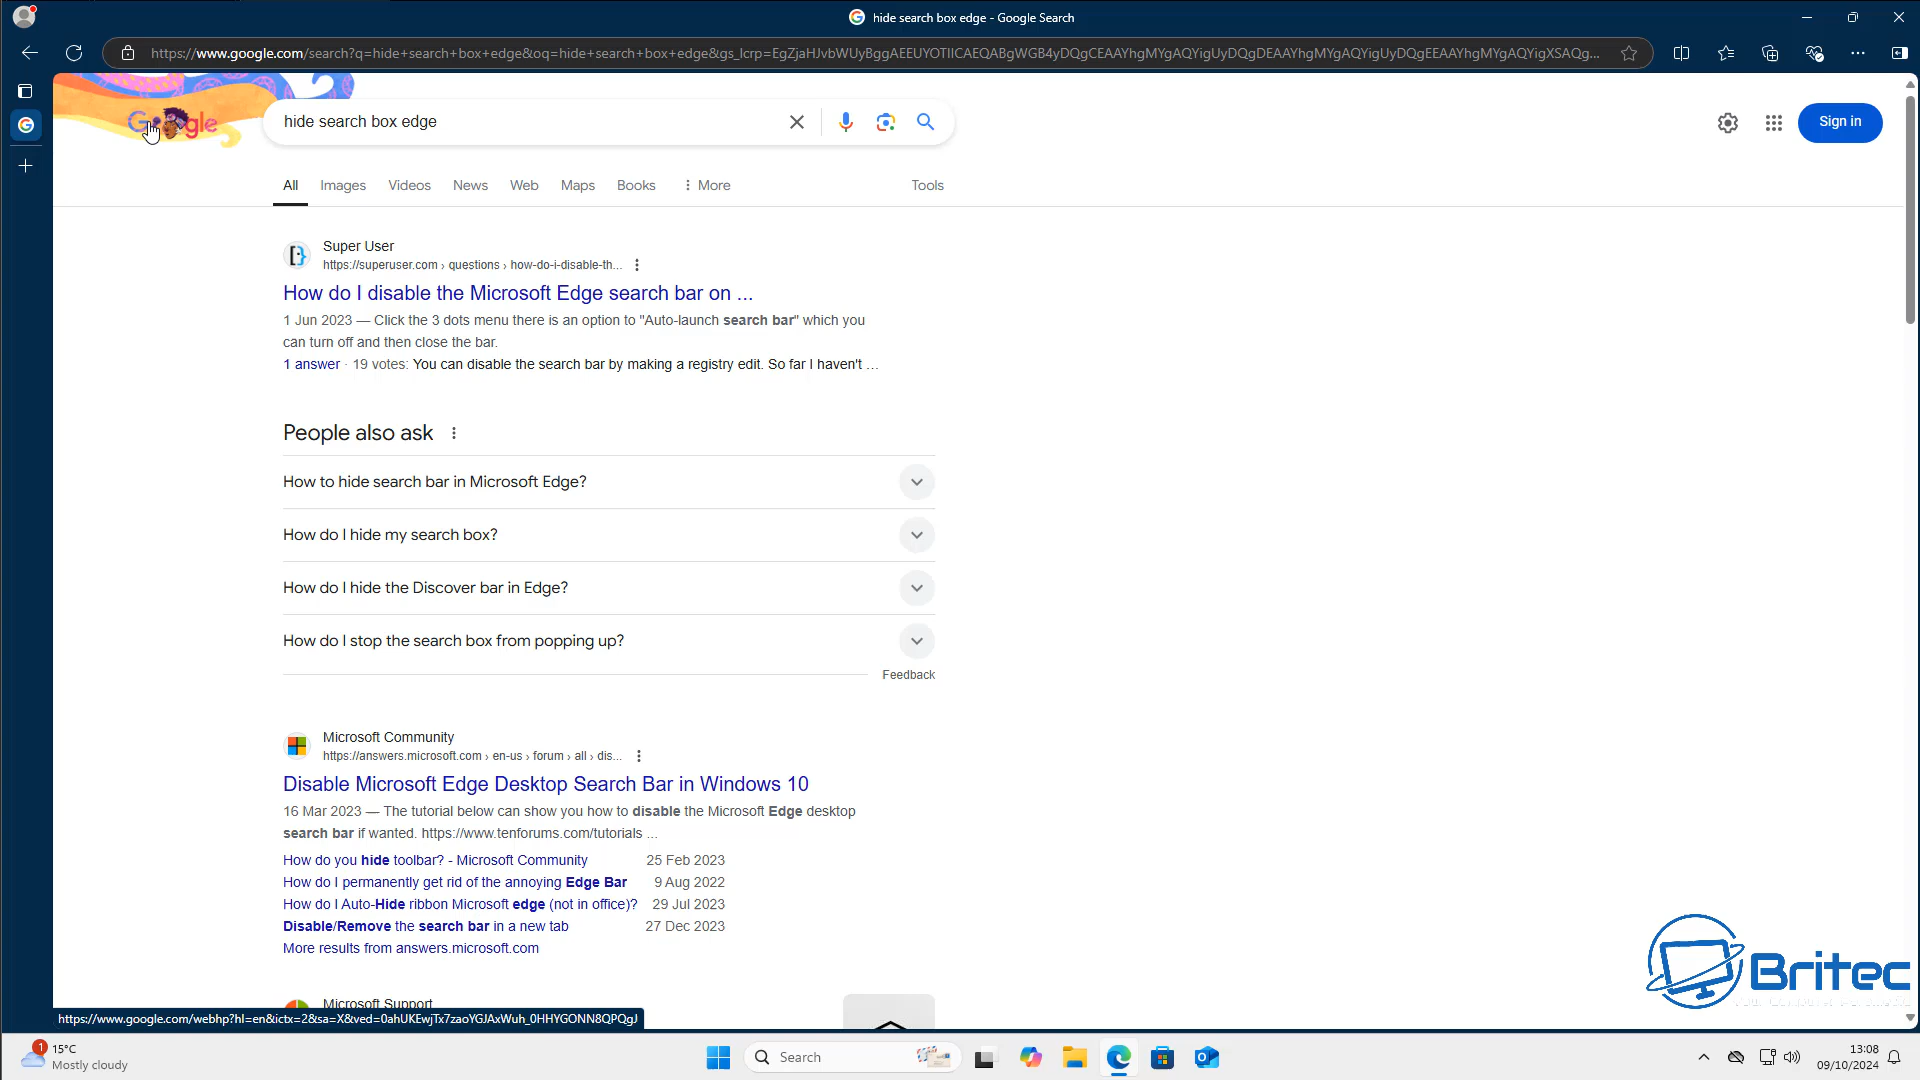 hide search box edge - Google Search
https://www.google.com/search?q=hide+search+box+edge&oq=hide+search+box+edge&gs_lcrp=EgZjaHJvbWUyBggAEEUYOTIICAEQABgWGB4yDQgCEAAYhgMYgAQYigUyDQgDEAAYhgMYgAQYigUyDQgEEAAYhgMYgAQYigXSAQg...
Google
hide search box edge
Sign in
All Images Videos News Web Maps Books More Tools
Super User
https://superuser.com › questions › how-do-i-disable-th...
How do I disable the Microsoft Edge search bar on ...
1 Jun 2023 — Click the 3 dots menu there is an option to "Auto-launch search bar" which you
can turn off and then close the bar.
1 answer · 19 votes: You can disable the search bar by making a registry edit. So far I haven't ...
People also ask
How to hide search bar in Microsoft Edge?
How do I hide my search box?
How do I hide the Discover bar in Edge?
How do I stop the search box from popping up?
Feedback
Microsoft Community
https://answers.microsoft.com › en-us › forum › all › dis...
Disable Microsoft Edge Desktop Search Bar in Windows 10
16 Mar 2023 — The tutorial below can show you how to disable the Microsoft Edge desktop
search bar if wanted. https://www.tenforums.com/tutorials ...
How do you hide toolbar? - Microsoft Community 25 Feb 2023
How do I permanently get rid of the annoying Edge Bar 9 Aug 2022
How do I Auto-Hide ribbon Microsoft edge (not in office)? 29 Jul 2023
Disable/Remove the search bar in a new tab 27 Dec 2023
More results from answers.microsoft.com
Britec
Microsoft Support
https://www.google.com/webhp?hl=en&ictx=2&sa=X&ved=0ahUKEwjTx7zaoYGJAxWuh_0HHYGONN8QPQgJ
1
15°C
Mostly cloudy
Search
13:08
09/10/2024